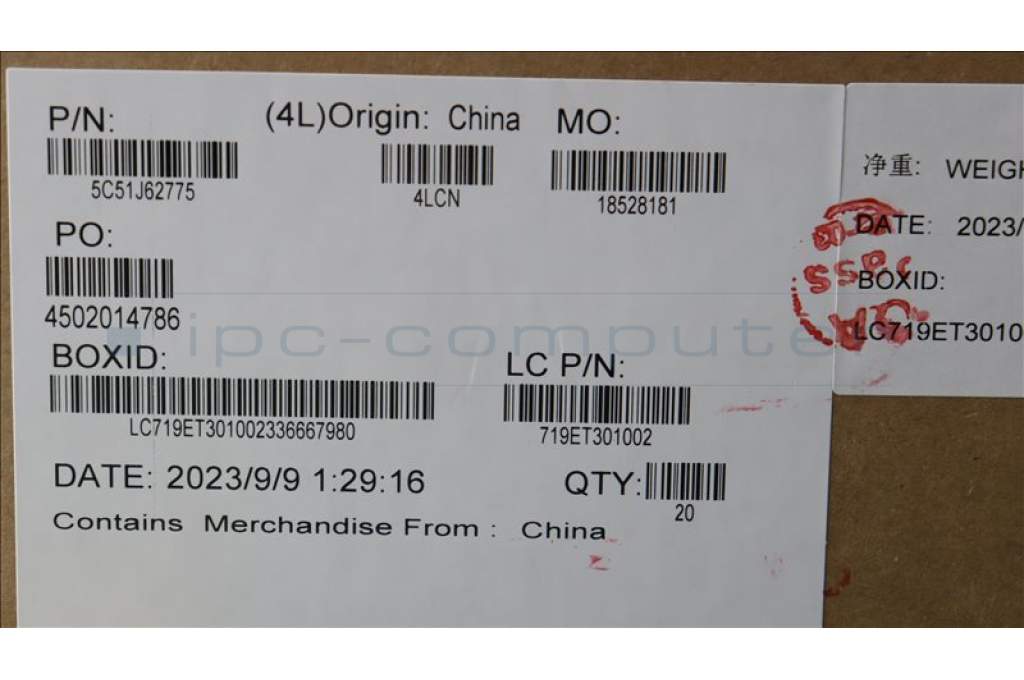 P/N: (4L)Origin: China MO:
5C51J62775 4LCN 18528181
PO:
4502014786
BOXID: LC P/N:
LC719ET301002336667980 719ET301002
DATE: 2023/9/9 1:29:16 QTY:
20
Contains Merchandise From : China
净重: WEIGH
DATE: 2023/
BOXID:
LC719ET3010
ipc-compute